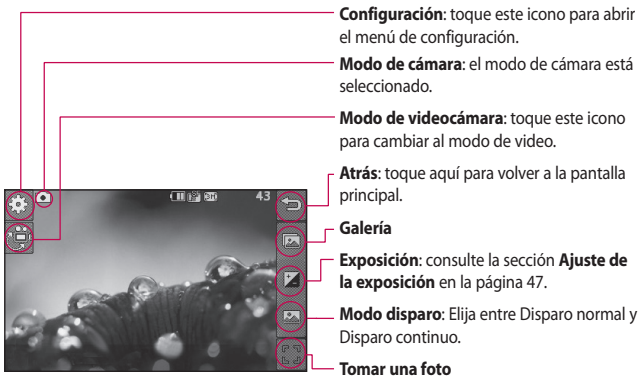 Configuración: toque este icono para abrir
el menú de configuración.
Modo de cámara: el modo de cámara está
seleccionado.
Modo de videocámara: toque este icono
para cambiar al modo de video.
Atrás: toque aquí para volver a la pantalla
principal.
43
Galería
Exposición: consulte la sección Ajuste de
la exposición en la página 47.
Modo disparo: Elija entre Disparo normal y
Disparo continuo.
Tomar una foto